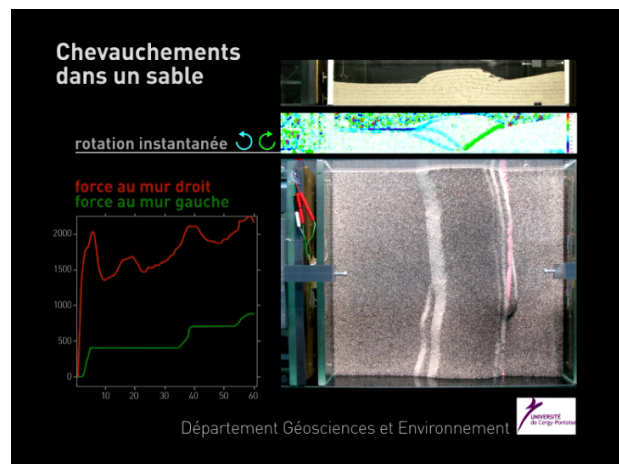 Chevauchements
dans un sable
rotation instantanée
force au mur droit
force au mur gauche
2000
1500
1000
500
0
10 20 30 40 50 60
Département Géosciences et Environnement
UNIVERSITÉ
de Cergy-Pontoise